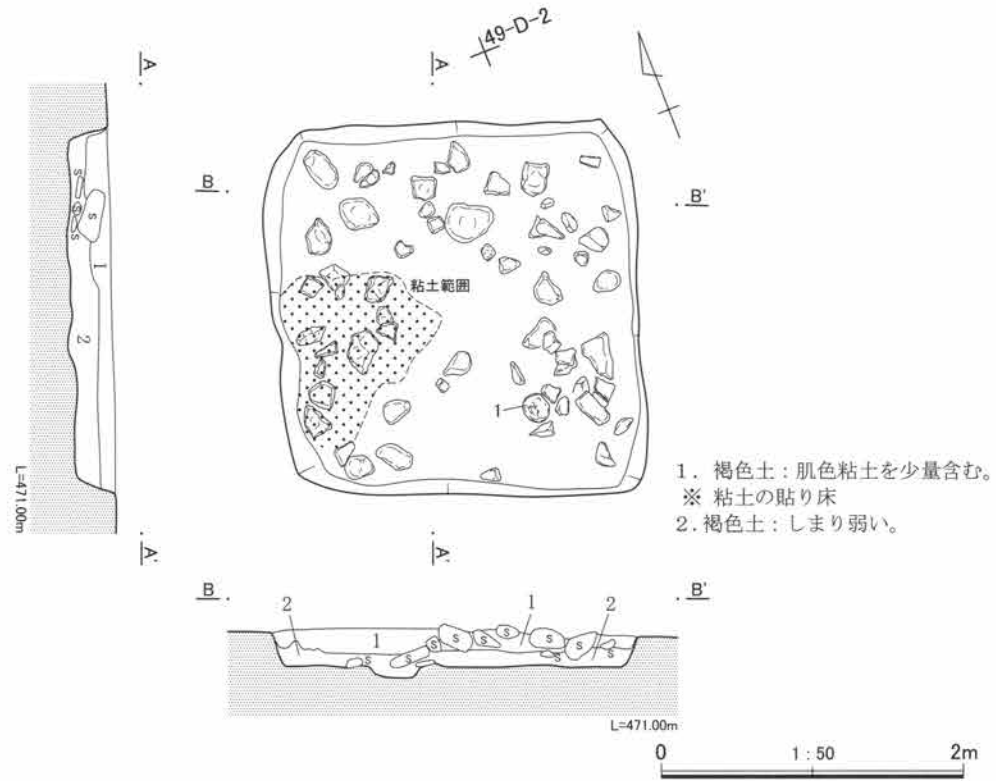 49-D-2
A
A
B
B'
粘土範囲
1
S
S
S
S
1
2
L=471.00m
1. 褐色土：肌色粘土を少量含む。
※ 粘土の貼り床
2. 褐色土：しまり弱い。
A'
A'
B
B'
2
1
1
2
S
S
S
S
S
S
S
S
S
S
L=471.00m
0
1:50
2m